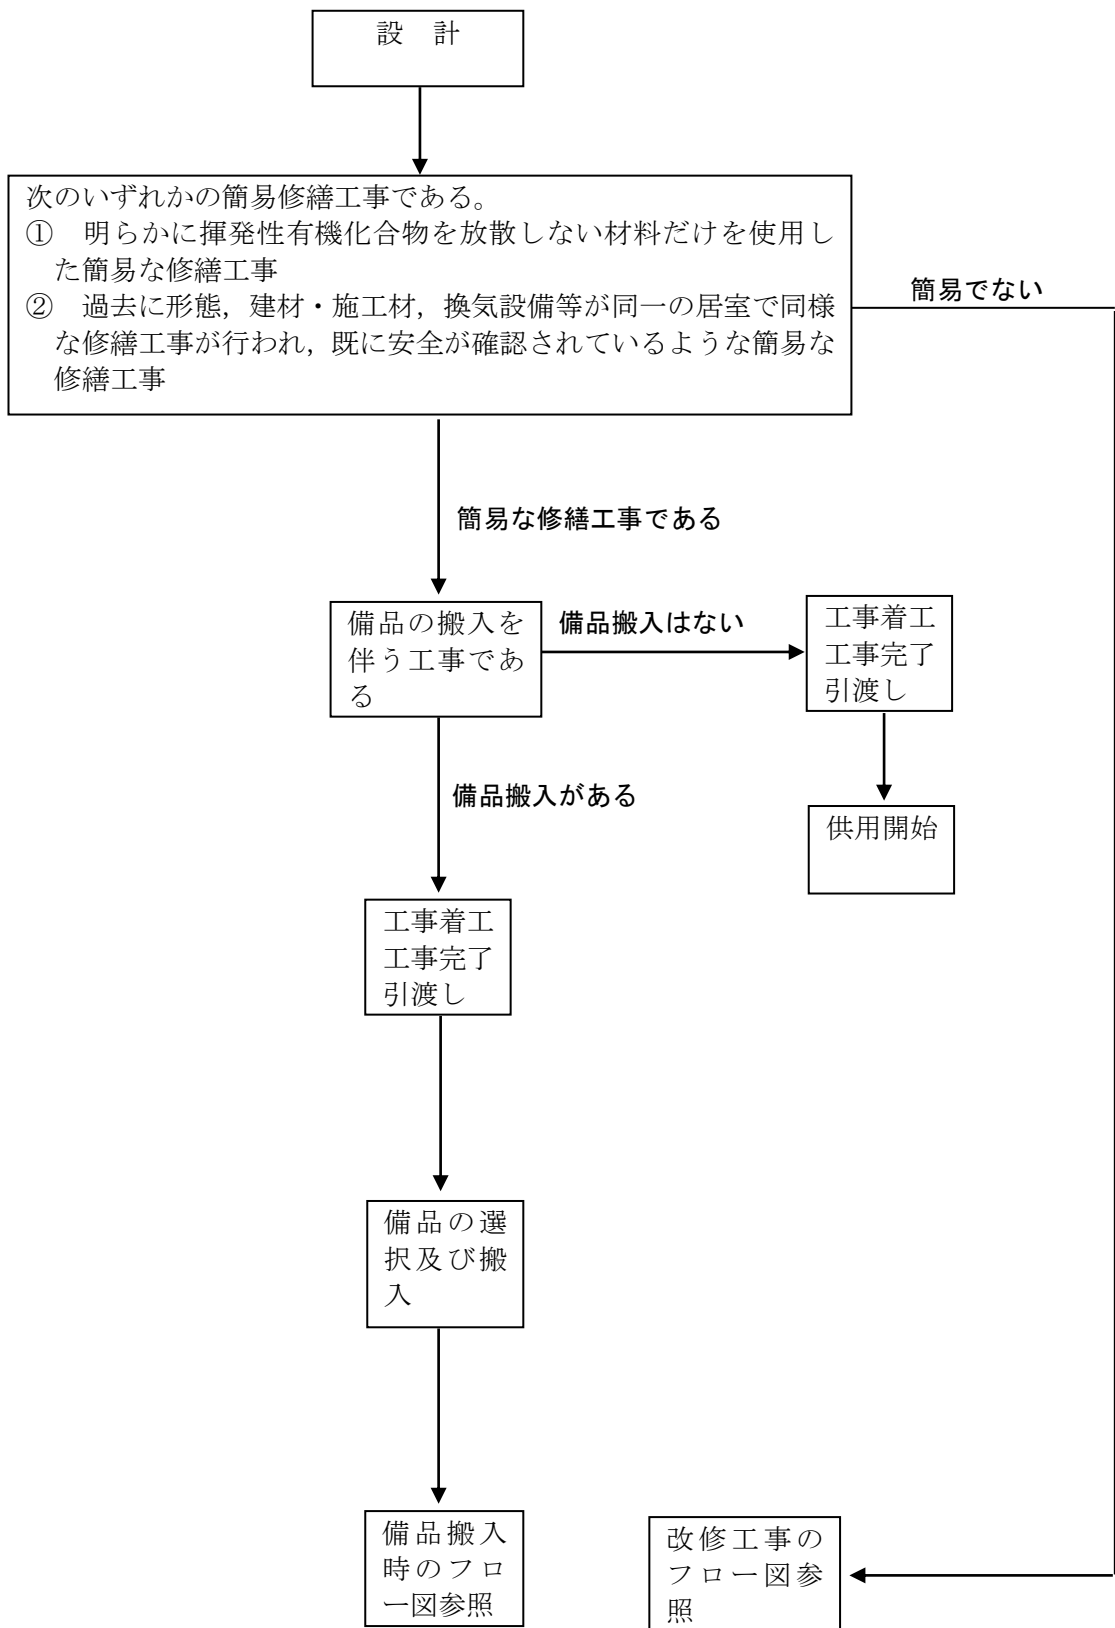 設　計
次のいずれかの簡易修繕工事である。
①　明らかに揮発性有機化合物を放散しない材料だけを使用し
た簡易な修繕工事
②　過去に形態，建材・施工材，換気設備等が同一の居室で同様
な修繕工事が行われ，既に安全が確認されているような簡易な
修繕工事
簡易でない
簡易な修繕工事である
備品の搬入を
伴う工事であ
る
備品搬入はない
工事着工
工事完了
引渡し
備品搬入がある
供用開始
工事着工
工事完了
引渡し
備品の選
択及び搬
入
備品搬入
時のフロ
ー図参照
改修工事の
フロー図参
照